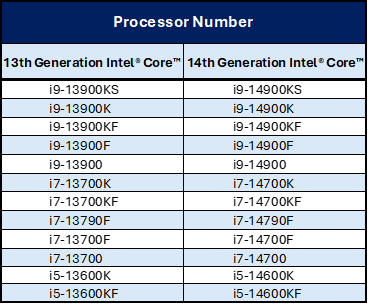 Processor Number
13th Generation Intel® Core™ 14th Generation Intel® Core™
i9-13900KS i9-14900KS
i9-13900K i9-14900K
i9-13900KF i9-14900KF
i9-13900F i9-14900F
i9-13900 i9-14900
i7-13700K i7-14700K
i7-13700KF i7-14700KF
i7-13790F i7-14790F
i7-13700F i7-14700F
i7-13700 i7-14700
i5-13600K i5-14600K
i5-13600KF i5-14600KF